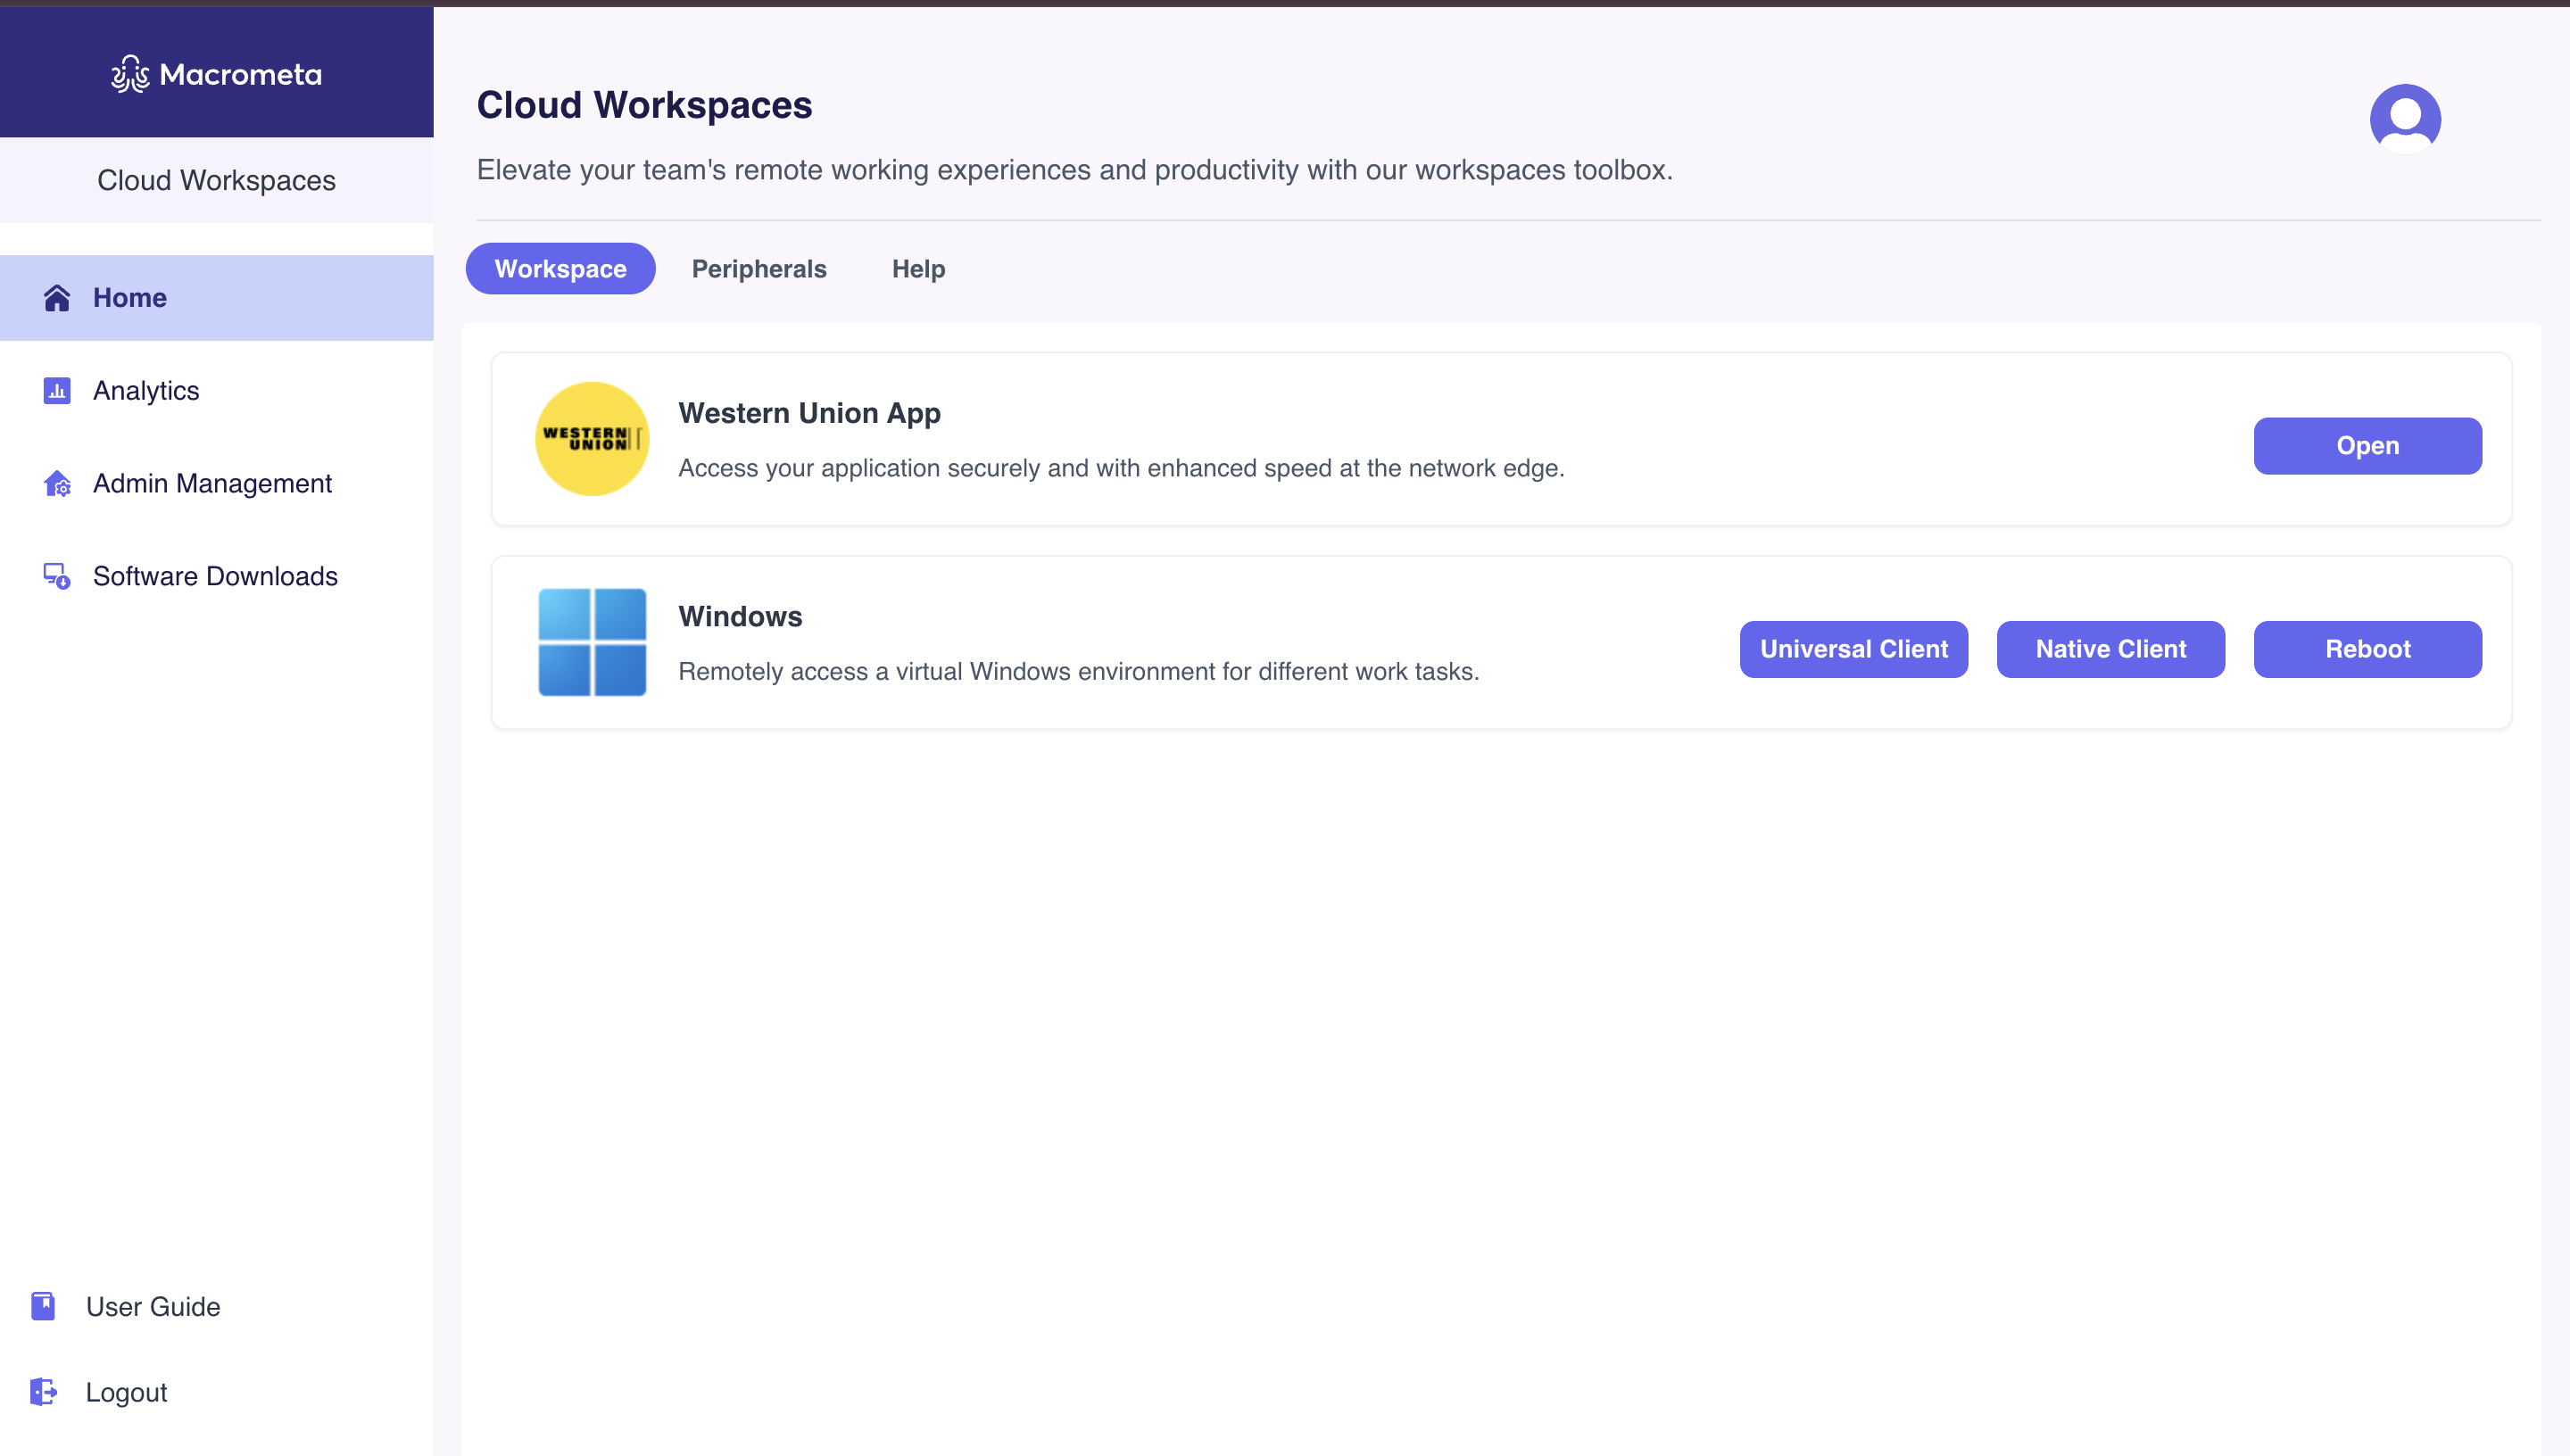 Macrometa
Cloud Workspaces
Home
Analytics
Admin Management
Software Downloads
User Guide
Logout
Cloud Workspaces
Elevate your team's remote working experiences and productivity with our workspaces toolbox.
Workspace Peripherals Help
WESTERN
UNION
Western Union App
Access your application securely and with enhanced speed at the network edge.
Open
Windows
Remotely access a virtual Windows environment for different work tasks.
Universal Client Native Client Reboot